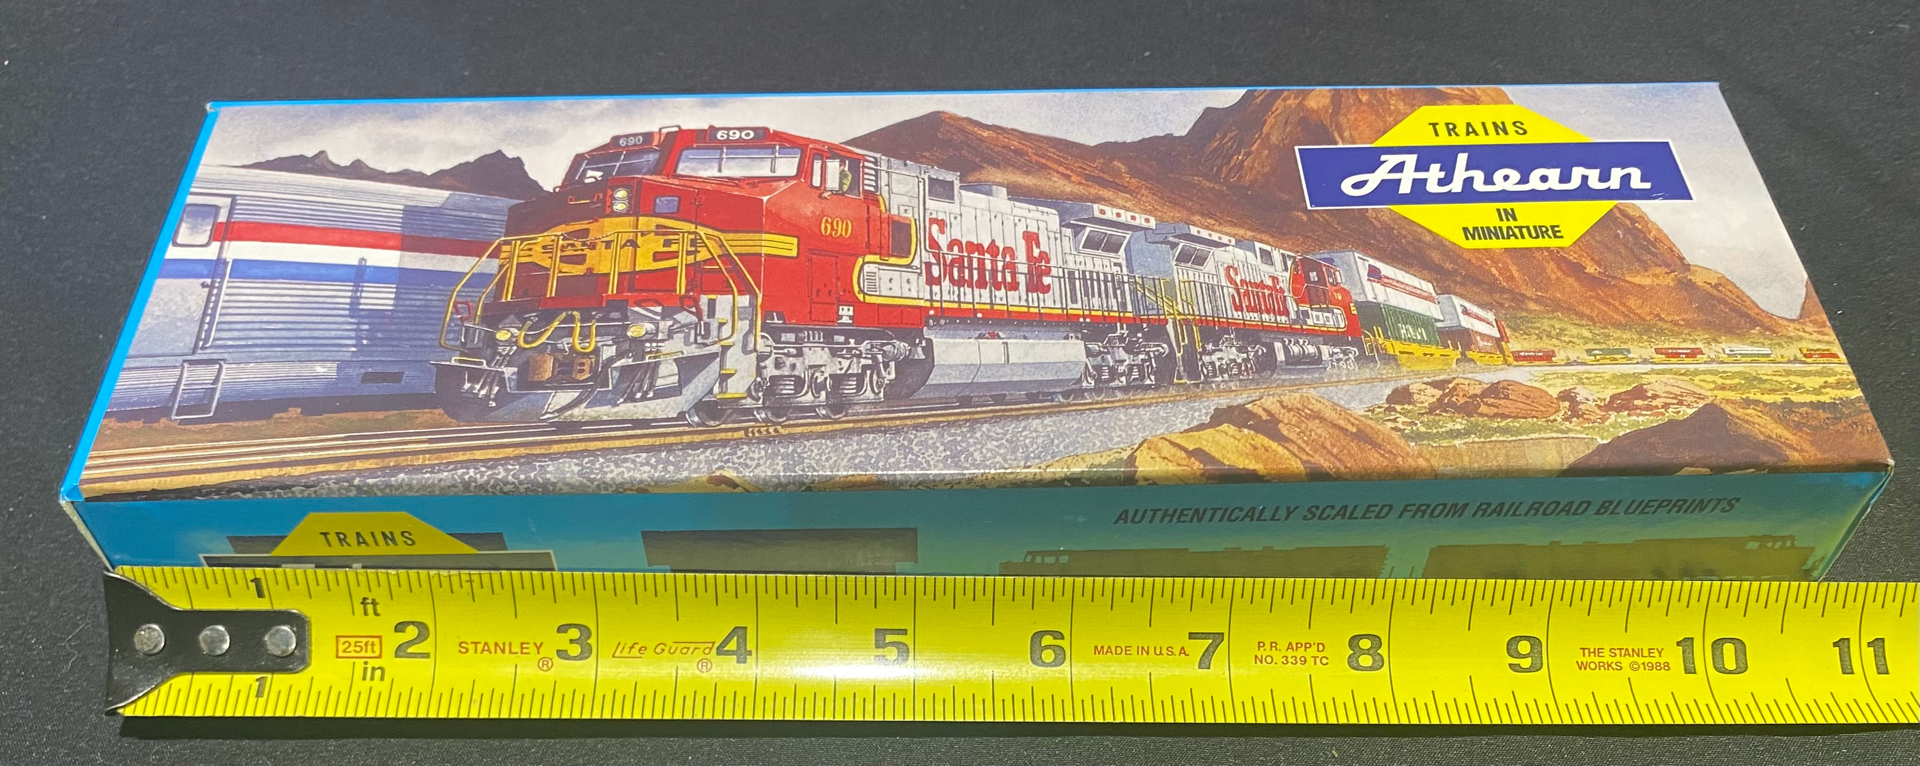 690
690
690
Santa Fe
Santa Fe
TRAINS
Athearn
IN
MINIATURE
AUTHENTICALLY SCALED FROM RAILROAD BLUEPRINTS
TRAINS
1 ft 2 3 4 5 6 7 8 9 10 11
25ft
in
1
STANLEY®
Life Guard®
MADE IN U.S.A.
P.R. APP'D
NO. 339 TC
THE STANLEY
WORKS ©1988